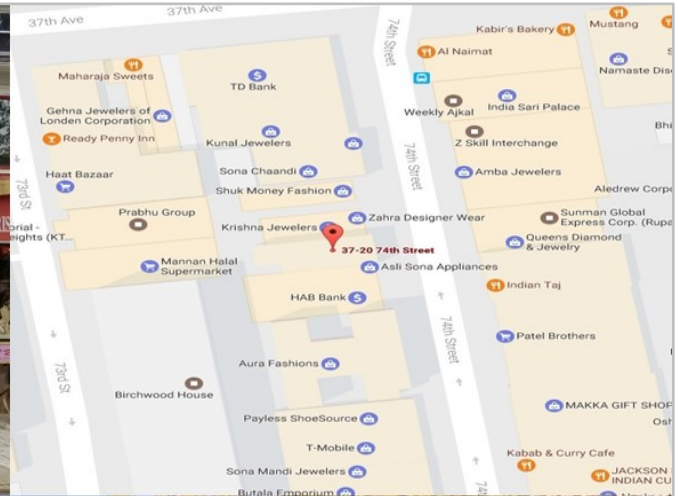 37th Ave
37th Ave
Kabir's Bakery
Mustang
Al Naimat
Maharaja Sweets
TD Bank
74th Street
Namaste
Weekly Ajkal
India Sari Palace
Gehna Jewelers of
Londen Corporation
Ready Penny Inn
Kunal Jewelers
Z Skill Interchange
Sona Chaandi
74th Street
Amba Jewelers
Haat Bazaar
73rd St
Shuk Money Fashion
Aledrew Corp
Prabhu Group
Krishna Jewelers
Zahra Designer Wear
Sunman Global
Express Corp. (Rupa
Queens Diamond
& Jewelry
37-20 74th Street
Mannan Halal
Supermarket
Asli Sona Appliances
Indian Taj
HAB Bank
74th Street
Patel Brothers
73rd St
Aura Fashions
Birchwood House
MAKKA GIFT SHOP
Payless ShoeSource
T-Mobile
Kabab & Curry Cafe
Sona Mandi Jewelers
JACKSON
INDIAN CU
Butala Emporium